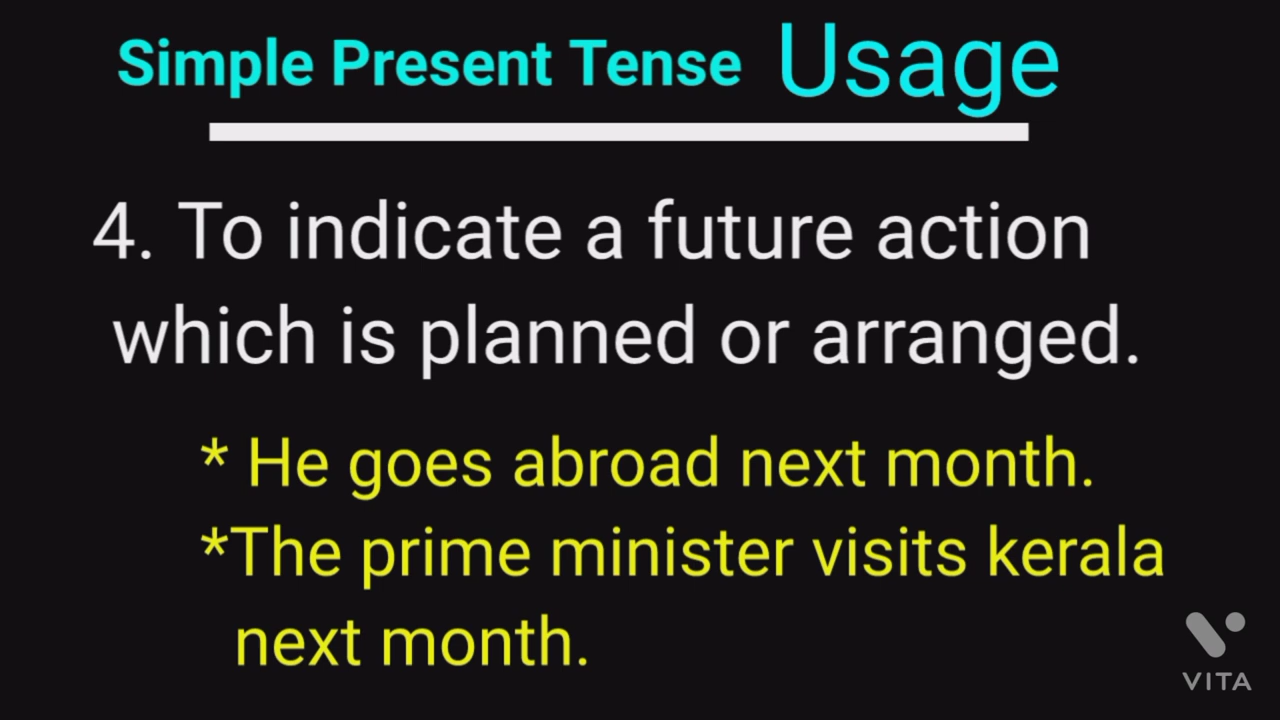 Simple Present Tense Usage
4. To indicate a future action
which is planned or arranged.
* He goes abroad next month.
*The prime minister visits kerala
next month.
VITA